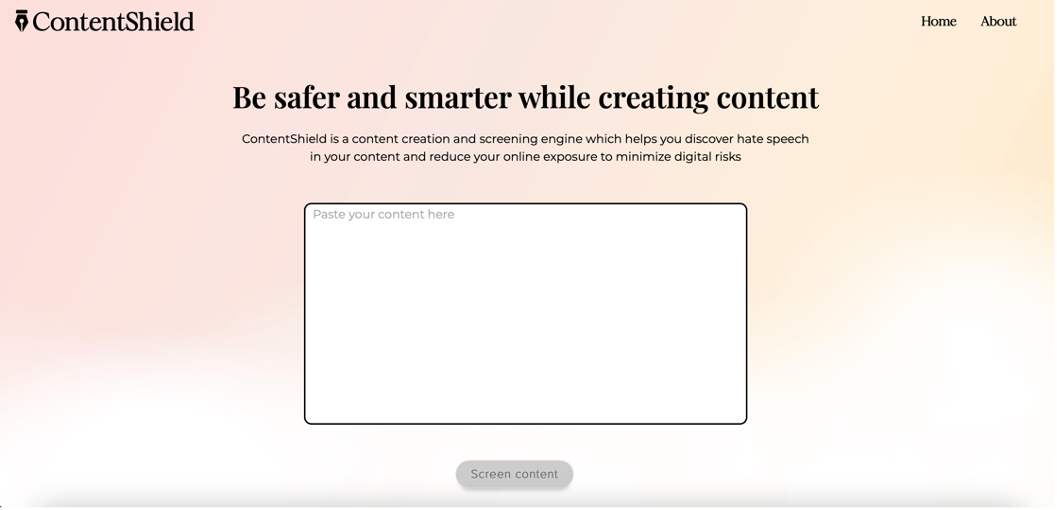 ContentShield
Home
About
Be safer and smarter while creating content
ContentShield is a content creation and screening engine which helps you discover hate speech
in your content and reduce your online exposure to minimize digital risks
Paste your content here
Screen content